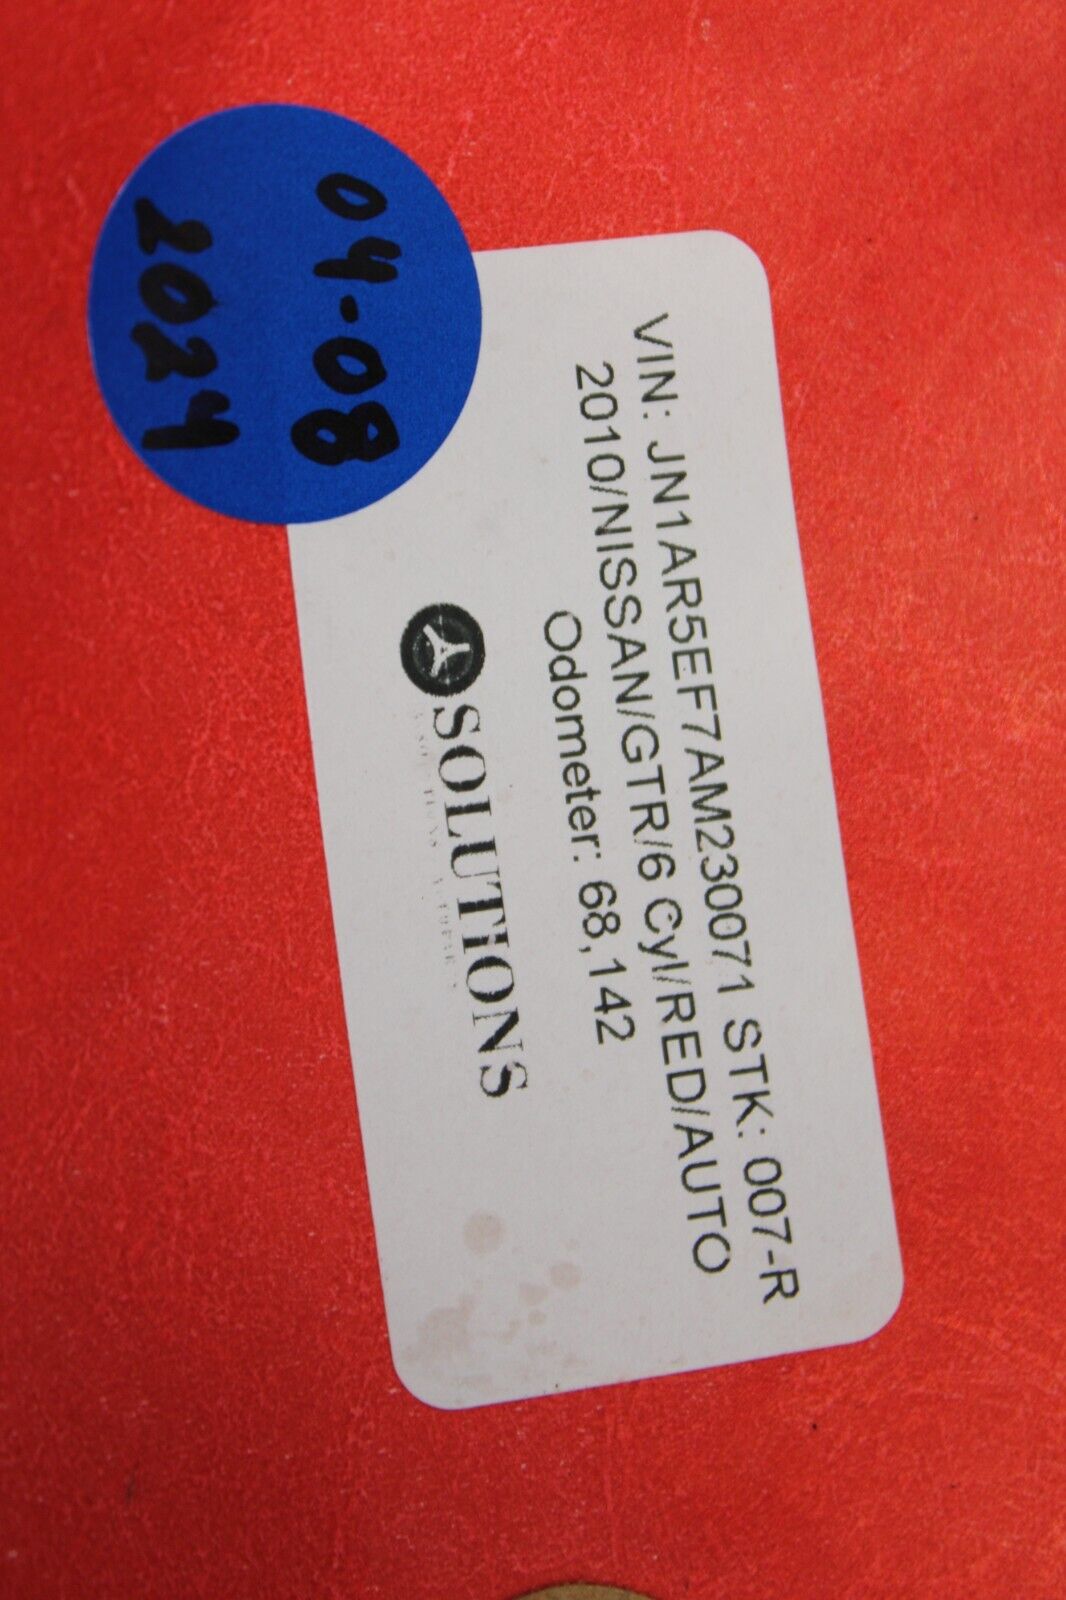 04-08
2024
VIN: JN1AR5EF7AM230071 STK: 007-R
2010/NISSAN/GTR/6 Cyl/RED/AUTO
Odometer: 68,142
SOLUTIONS